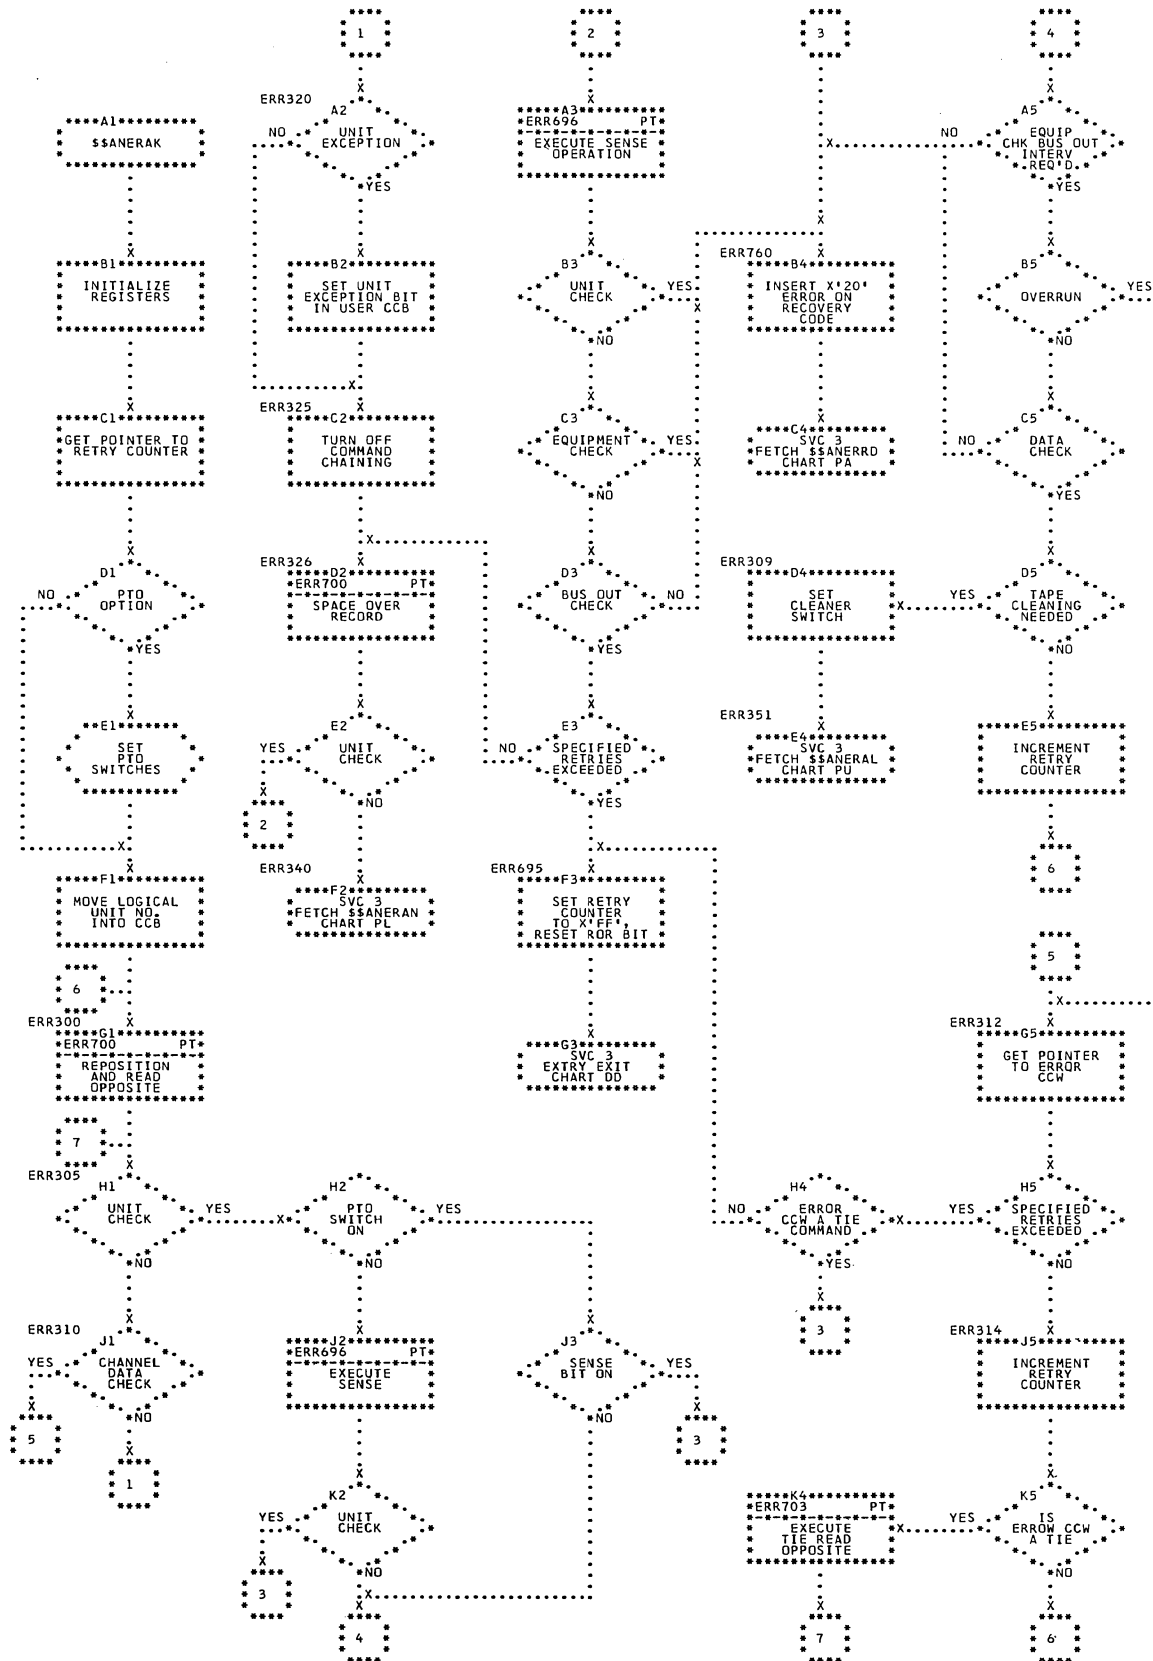 1
2
3
4
ERR320
A1
$$ANERAK
A2
UNIT
EXCEPTION
NO
YES
A3
ERR696 PT
EXECUTE SENSE
OPERATION
A5
EQUIP
CHK BUS OUT
INTERV
REQ'D
NO
YES
B1
INITIALIZE
REGISTERS
B2
SET UNIT
EXCEPTION BIT
IN USER CCB
B3
UNIT
CHECK
YES
NO
ERR760
B4
INSERT X'20'
ERROR ON
RECOVERY
CODE
B5
OVERRUN
YES
NO
C1
GET POINTER TO
RETRY COUNTER
ERR325
C2
TURN OFF
COMMAND
CHAINING
C3
EQUIPMENT
CHECK
YES
NO
C4
SVC 3
FETCH $$ANERRD
CHART PA
C5
DATA
CHECK
NO
YES
D1
PTO
OPTION
NO
YES
ERR326
D2
ERR700 PT
SPACE OVER
RECORD
D3
BUS OUT
CHECK
NO
YES
ERR309
D4
SET
CLEANER
SWITCH
D5
TAPE
CLEANING
NEEDED
YES
NO
E1
SET
PTO
SWITCHES
E2
UNIT
CHECK
YES
NO
2
E3
SPECIFIED
RETRIES
EXCEEDED
NO
YES
ERR351
E4
SVC 3
FETCH $$ANERAL
CHART PU
E5
INCREMENT
RETRY
COUNTER
6
F1
MOVE LOGICAL
UNIT NO.
INTO CCB
ERR340
F2
SVC 3
FETCH $$ANERAN
CHART PL
ERR695
F3
SET RETRY
COUNTER
TO X'FF',
RESET ROR BIT
5
6
ERR300
G1
ERR700 PT
REPOSITION
AND READ
OPPOSITE
G3
SVC 3
EXTRY EXIT
CHART DD
ERR312
G5
GET POINTER
TO ERROR
CCW
7
ERR305
H1
UNIT
CHECK
YES
NO
H2
PTO
SWITCH
ON
YES
NO
H4
ERROR
CCW A TIE
COMMAND
NO
YES
3
H5
SPECIFIED
RETRIES
EXCEEDED
YES
NO
ERR310
J1
CHANNEL
DATA
CHECK
YES
NO
5
1
J2
ERR696 PT
EXECUTE
SENSE
J3
SENSE
BIT ON
YES
NO
3
ERR314
J5
INCREMENT
RETRY
COUNTER
K2
UNIT
CHECK
YES
NO
3
4
K4
ERR703 PT
EXECUTE
TIE READ
OPPOSITE
7
K5
IS
ERROW CCW
A TIE
YES
NO
6